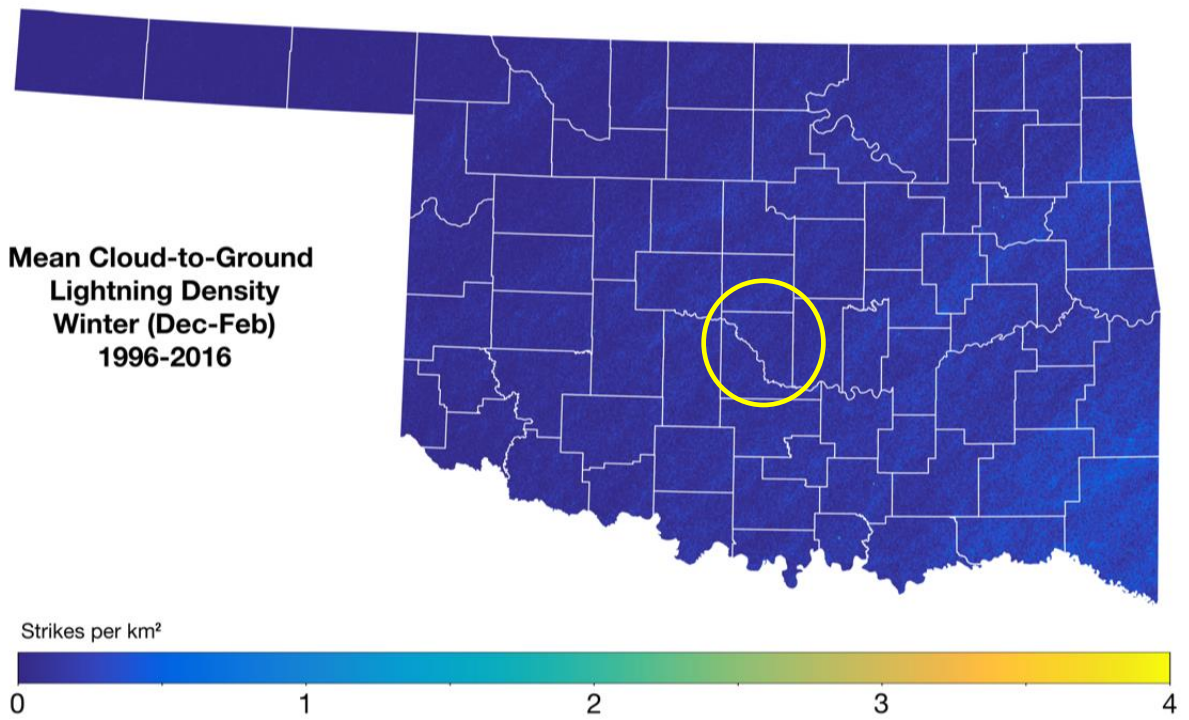 Mean Cloud-to-Ground
Lightning Density
Winter (Dec-Feb)
1996-2016
Strikes per km²
0 1 2 3 4